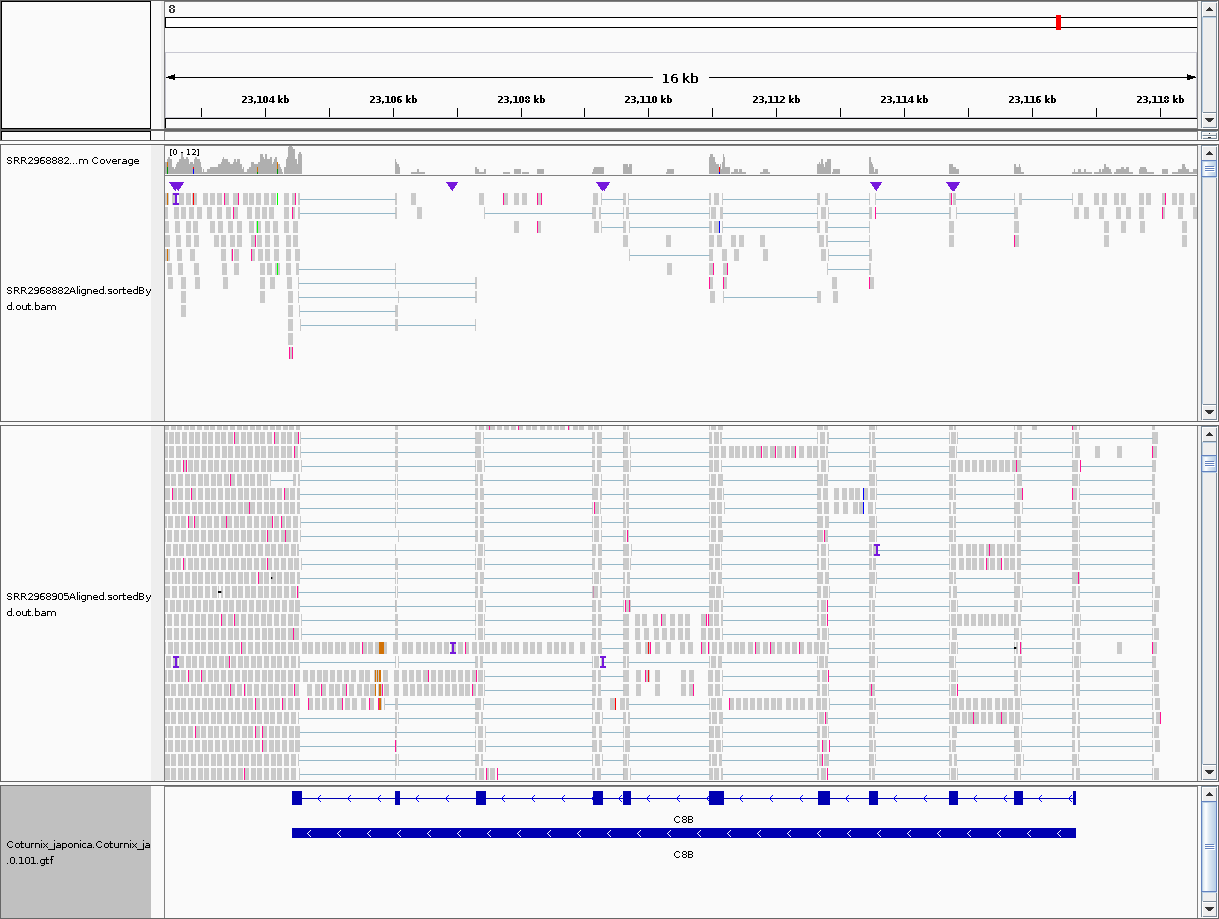 8
16 kb
23,104 kb 23,106 kb 23,108 kb 23,110 kb 23,112 kb 23,114 kb 23,116 kb 23,118 kb
SRR2968882...m Coverage
[0 - 12]
SRR2968882Aligned.sortedBy
d.out.bam
SRR2968905Aligned.sortedBy
d.out.bam
C8B
Coturnix_japonica.Coturnix_ja
.0.101.gtf
C8B